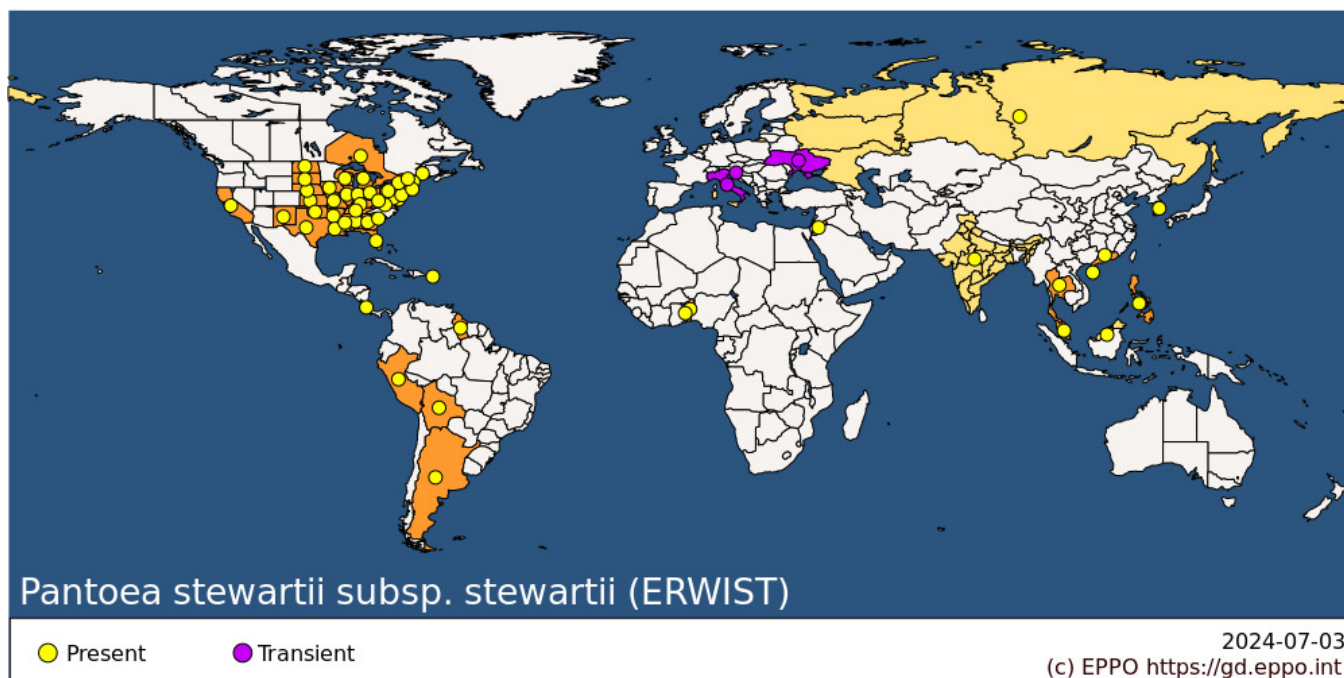 Pantoea stewartii subsp. stewartii (ERWIST)
Present
Transient
2024-07-03
(c) EPPO https://gd.eppo.int